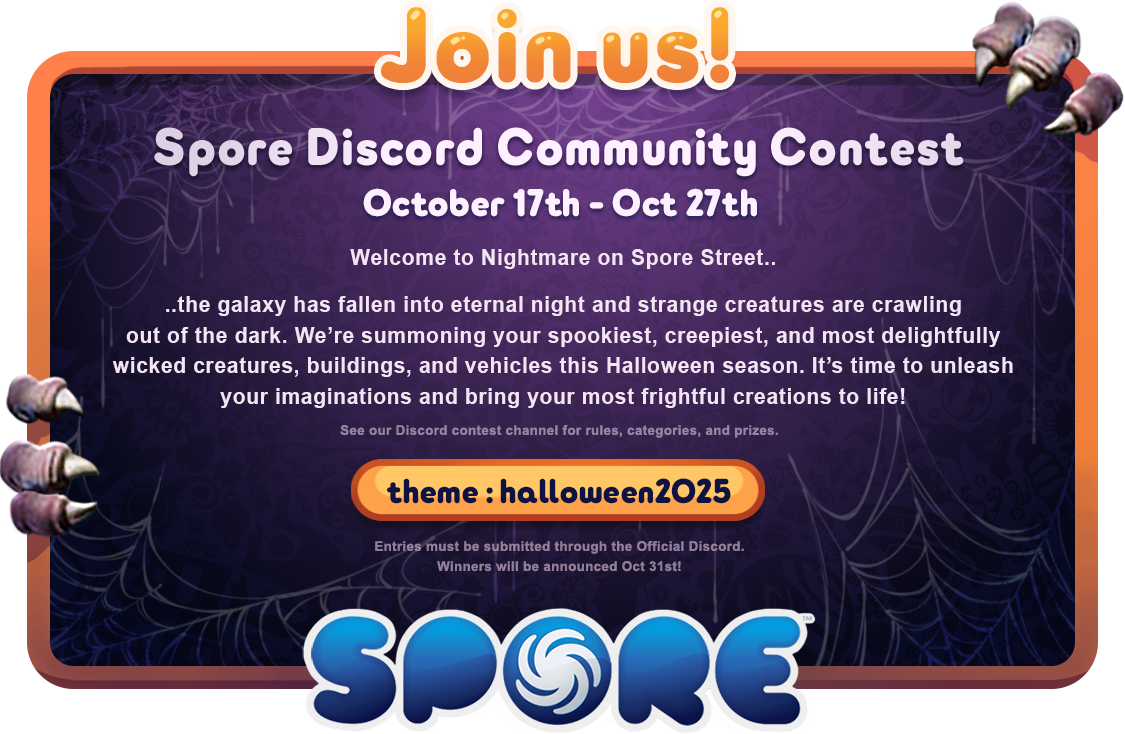 Join us!
Spore Discord Community Contest
October 17th - Oct 27th
Welcome to Nightmare on Spore Street..
..the galaxy has fallen into eternal night and strange creatures are crawling
out of the dark. We’re summoning your spookiest, creepiest, and most delightfully
wicked creatures, buildings, and vehicles this Halloween season. It’s time to unleash
your imaginations and bring your most frightful creations to life!
See our Discord contest channel for rules, categories, and prizes.
theme : halloween2025
Entries must be submitted through the Official Discord.
Winners will be announced Oct 31st!
SPORE™